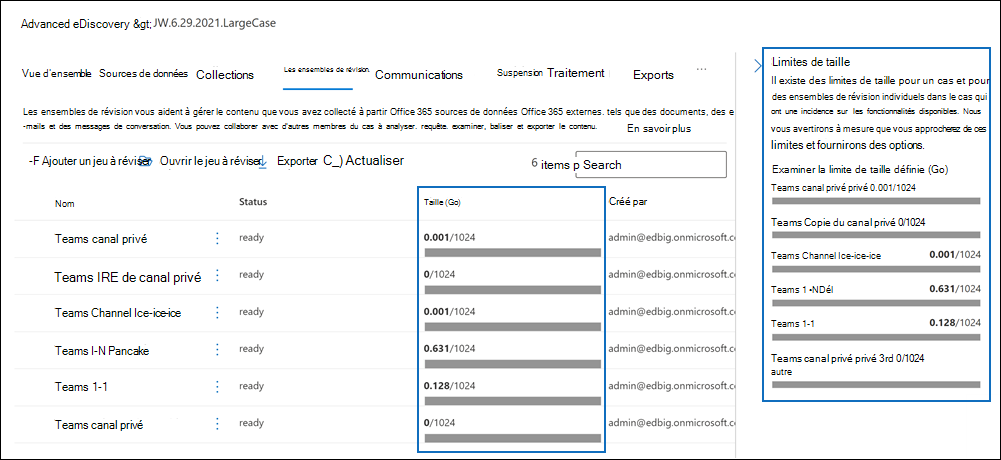 Advanced eDiscovery &gt; JW.6.29.2021.LargeCase
Vue d'ensemble Sources de données Collections Les ensembles de révision. Communications Suspension Traitement Exports ...
Les ensembles de révision vous aident à gérer le contenu que vous avez collecté à partir Office 365 sources de données Office 365 externes. tels que des documents, des e
-mails et des messages de conversation. Vous pouvez collaborer avec d'autres membres du cas à analyser. requête. examiner, baliser et exporter le contenu. En savoir plus
-F Ajouter un jeu à réviser Ouvrir le jeu à réviser. Exporter C_) Actualiser 6 items p Search
Nom Status Taille (Go) Créé par
Teams canal privé ready 0.001/1024 admin@edbig.onmicrosoft.c
Teams IRE de canal privé ready 0/1024 admin@edbig.onmicrosoft.cc
Teams Channel Ice-ice-ice ready 0.001/1024 admin@edbig.onmicrosoft.cc
Teams I-N Pancake ready 0.631/1024 admin@edbig.onmicrosoft.cc
Teams 1-1 ready 0.128/1024 admin@edbig.onmicrosoft.cc
Teams canal privé ready 0/1024 admin@edbig.onmicrosoft.cc
Limites de taille
Il existe des limites de taille pour un cas et pour
des ensembles de révision individuels dans le cas qui
ont une incidence sur les fonctionnalités disponibles. Nous
vous avertirons à mesure que vous approcherez de ces
limites et fournirons des options.
Examiner la limite de taille définie (Go)
Teams canal privé privé 0.001/1024
Teams Copie du canal privé 0/1024
Teams Channel Ice-ice-ice 0.001/1024
Teams 1 •NDél 0.631/1024
Teams 1-1 0.128/1024
Teams canal privé privé 3rd 0/1024
autre